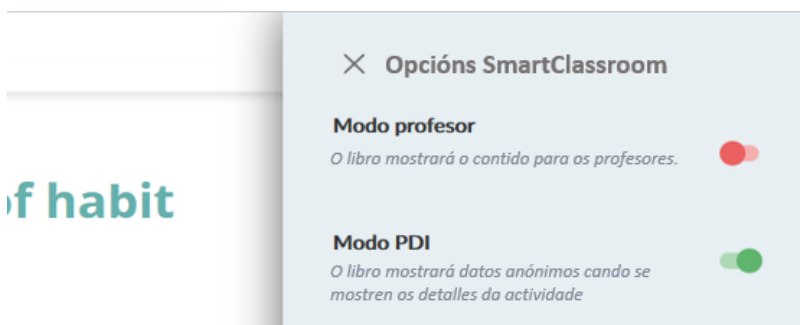 Opcións SmartClassroom
Modo profesor
O libro mostrará o contido para os profesores.
f habit
Modo PDI
O libro mostrará datos anónimos cando se
mostren os detalles da actividade